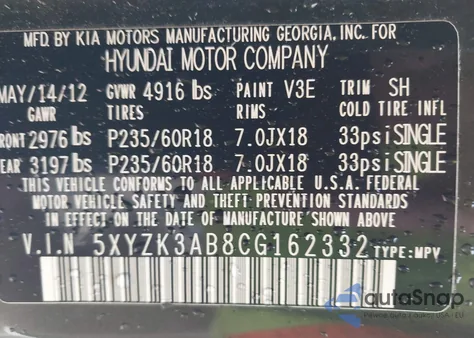 MFD.BY KIA MOTORS MANUFACTURING GEORGIA, INC. FOR
HYUNDAI MOTOR COMPANY
MAY/14/12 GVWR 4916 lbs PAINT V3E TRIM SH
GAWR TIRES RIMS COLD TIRE INFL
FRONT 2976 lbs P235/60R18 7.0JX18 33psi SINGLE
REAR 3197 lbs P235/60R18 7.0JX18 33psi SINGLE
THIS VEHICLE CONFORMS TO ALL APPLICABLE U.S.A. FEDERAL
MOTOR VEHICLE SAFETY AND THEFT PREVENTION STANDARDS
IN EFFECT ON THE DATE OF MANUFACTURE SHOWN ABOVE.
V.I.N 5XYZK3AB8CG162332 TYPE:MPV
autoSnap